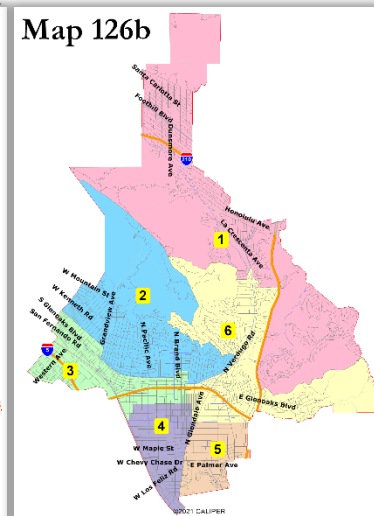 Map 126b
Santa Carlotta St
Foothill Blvd
Dunsmore Ave
210
Honolulu Ave
La Crescenta Ave
1
W Mountain St
W Kenneth Rd
Grandview Ave
2
N Pacific Ave
N Brand Blvd
6
N Verdugo Rd
S Glenoaks Blvd
San Fernando Rd
5
Western Ave
3
E Glenoaks Blvd
N Glendale Ave
4
5
W Maple St
W Chevy Chase Dr
E Palmer Ave
W Los Feliz Rd
©2021 CALIPER